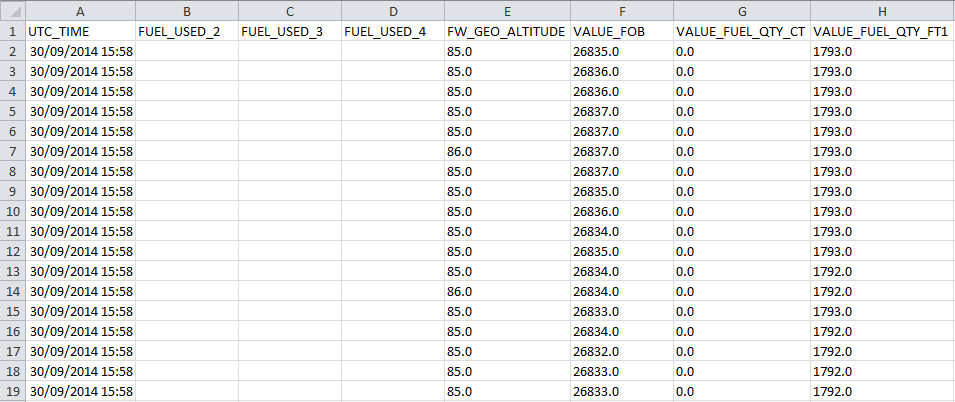 A B C D E F G H
1 UTC_TIME FUEL_USED_2 FUEL_USED_3 FUEL_USED_4 FW_GEO_ALTITUDE VALUE_FOB VALUE_FUEL_QTY_CT VALUE_FUEL_QTY_FT1
2 30/09/2014 15:58 85.0 26835.0 0.0 1793.0
3 30/09/2014 15:58 85.0 26836.0 0.0 1793.0
4 30/09/2014 15:58 85.0 26836.0 0.0 1793.0
5 30/09/2014 15:58 85.0 26837.0 0.0 1793.0
6 30/09/2014 15:58 85.0 26837.0 0.0 1793.0
7 30/09/2014 15:58 86.0 26837.0 0.0 1793.0
8 30/09/2014 15:58 85.0 26837.0 0.0 1793.0
9 30/09/2014 15:58 85.0 26835.0 0.0 1793.0
10 30/09/2014 15:58 85.0 26836.0 0.0 1793.0
11 30/09/2014 15:58 85.0 26834.0 0.0 1793.0
12 30/09/2014 15:58 85.0 26835.0 0.0 1793.0
13 30/09/2014 15:58 85.0 26834.0 0.0 1792.0
14 30/09/2014 15:58 86.0 26834.0 0.0 1792.0
15 30/09/2014 15:58 85.0 26833.0 0.0 1793.0
16 30/09/2014 15:58 85.0 26834.0 0.0 1792.0
17 30/09/2014 15:58 85.0 26832.0 0.0 1792.0
18 30/09/2014 15:58 85.0 26833.0 0.0 1792.0
19 30/09/2014 15:58 85.0 26833.0 0.0 1792.0